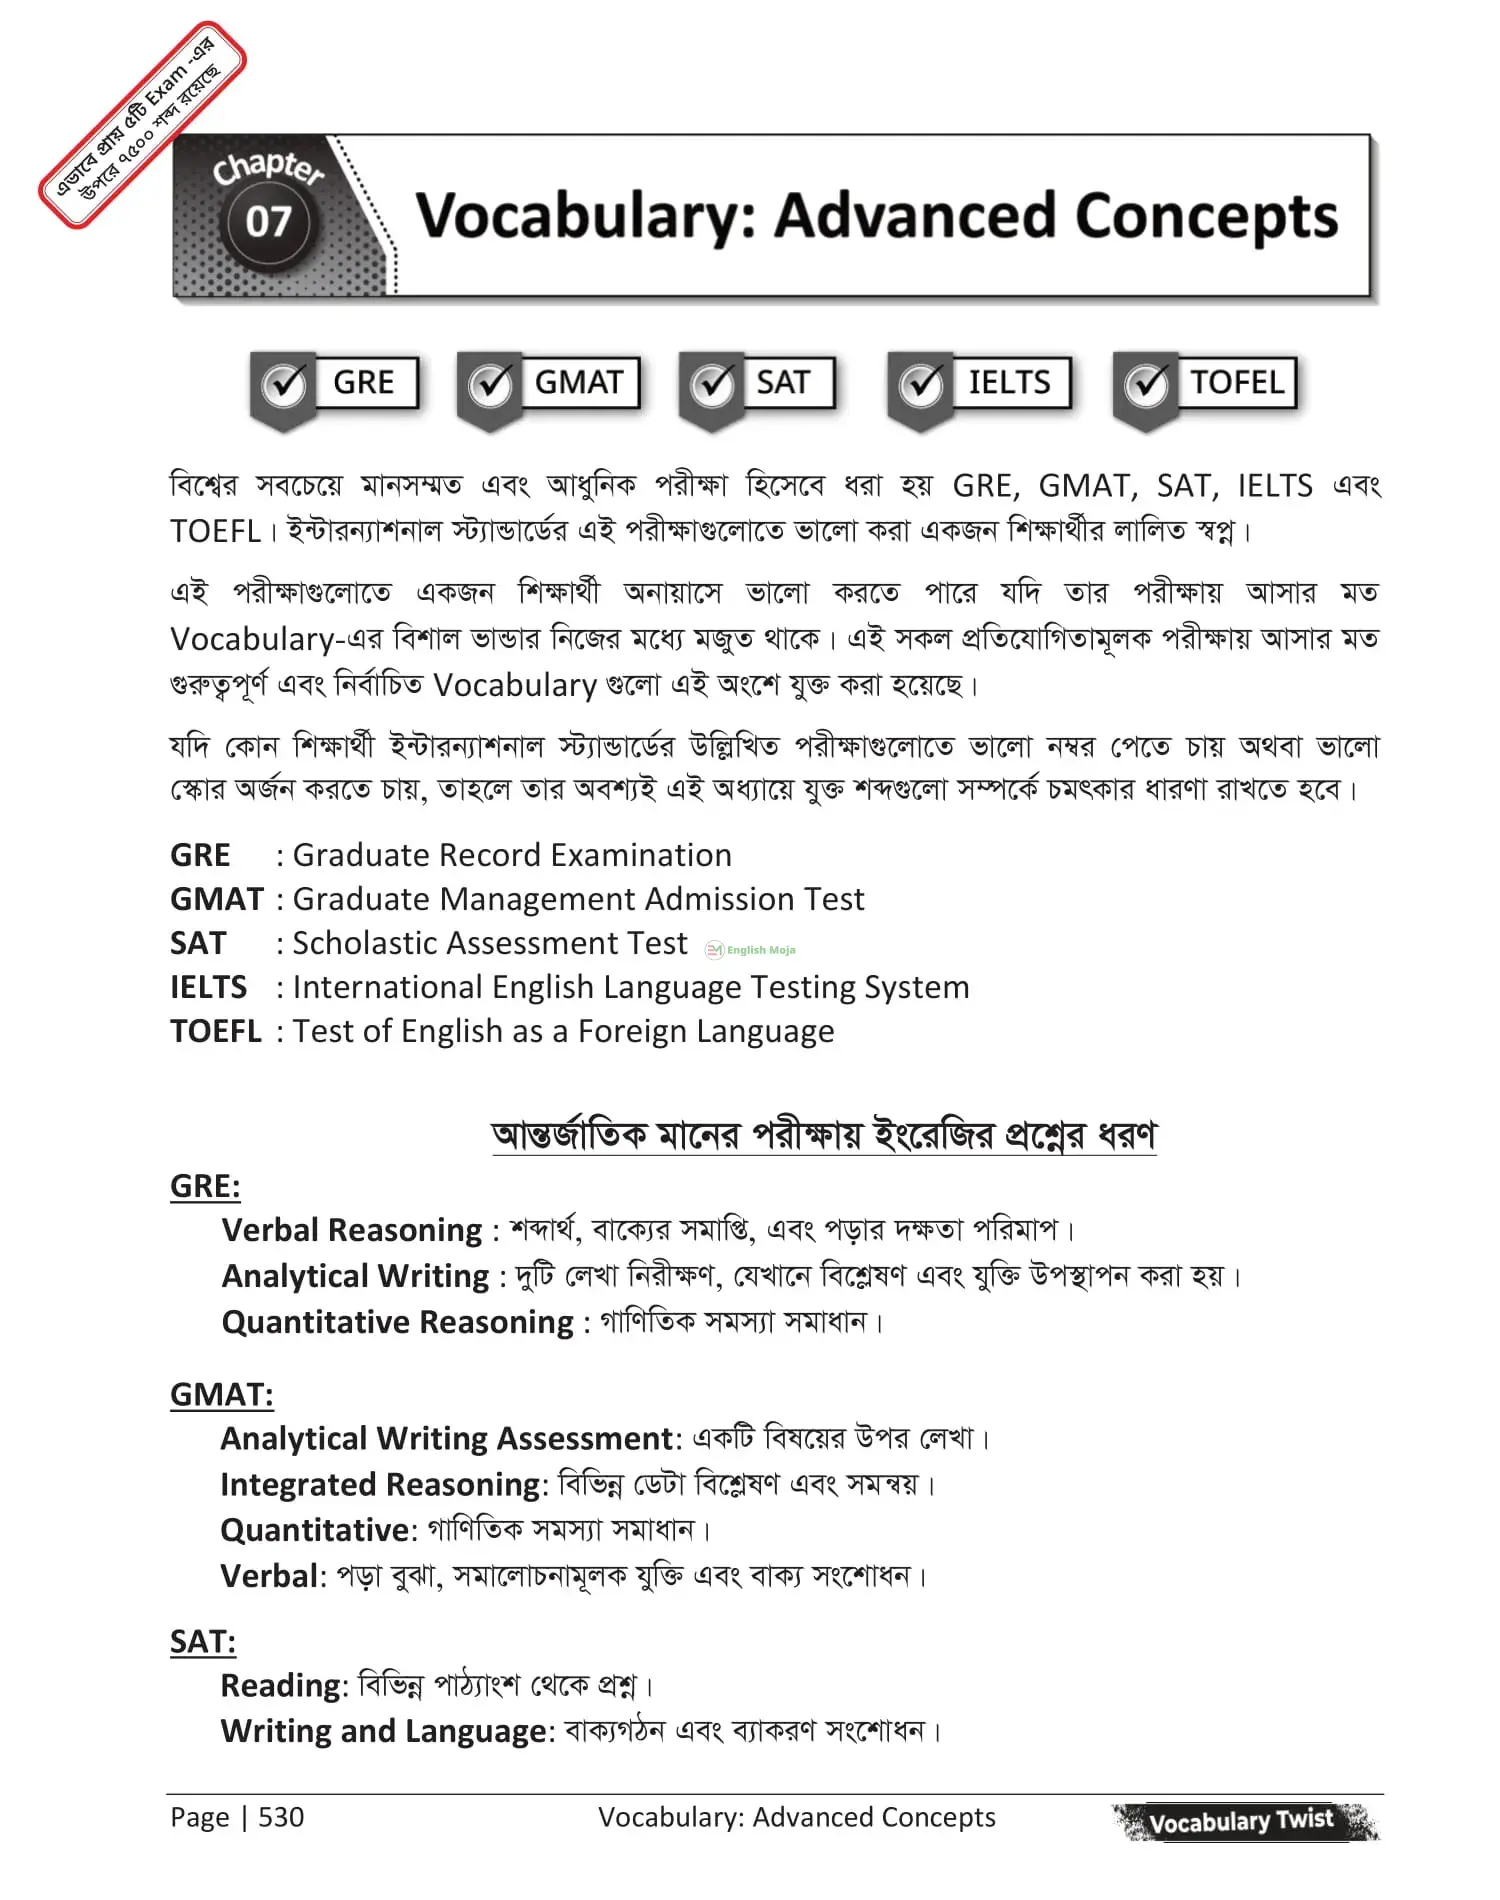 এভাবে প্রায় ৫টি Exam -এর
উপরে ৭৫০০ শব্দ রয়েছে
Chapter
07
Vocabulary: Advanced Concepts
GRE
GMAT
SAT
IELTS
TOFEL
বিশ্বের সবচেয়ে মানসম্মত এবং আধুনিক পরীক্ষা হিসেবে ধরা হয় GRE, GMAT, SAT, IELTS এবং
TOEFL। ইন্টারন্যাশনাল স্ট্যান্ডার্ডের এই পরীক্ষাগুলোতে ভালো করা একজন শিক্ষার্থীর লালিত স্বপ্ন।
এই পরীক্ষাগুলোতে একজন শিক্ষার্থী অনায়াসে ভালো করতে পারে যদি তার পরীক্ষায় আসার মত
Vocabulary-এর বিশাল ভান্ডার নিজের মধ্যে মজুত থাকে। এই সকল প্রতিযোগিতামূলক পরীক্ষায় আসার মত
গুরুত্বপূর্ণ এবং নির্বাচিত Vocabulary গুলো এই অংশে যুক্ত করা হয়েছে।
যদি কোন শিক্ষার্থী ইন্টারন্যাশনাল স্ট্যান্ডার্ডের উল্লিখিত পরীক্ষাগুলোতে ভালো নম্বর পেতে চায় অথবা ভালো
স্কোর অর্জন করতে চায়, তাহলে তার অবশ্যই এই অধ্যায়ে যুক্ত শব্দগুলো সম্পর্কে চমৎকার ধারণা রাখতে হবে।
GRE : Graduate Record Examination
GMAT : Graduate Management Admission Test
SAT : Scholastic Assessment Test
EM English Moja
IELTS : International English Language Testing System
TOEFL : Test of English as a Foreign Language
আন্তর্জাতিক মানের পরীক্ষায় ইংরেজির প্রশ্নের ধরণ
GRE:
Verbal Reasoning : শব্দার্থ, বাক্যের সমাপ্তি, এবং পড়ার দক্ষতা পরিমাপ।
Analytical Writing : দুটি লেখা নিরীক্ষণ, যেখানে বিশ্লেষণ এবং যুক্তি উপস্থাপন করা হয়।
Quantitative Reasoning : গাণিতিক সমস্যা সমাধান।
GMAT:
Analytical Writing Assessment: একটি বিষয়ের উপর লেখা।
Integrated Reasoning: বিভিন্ন ডেটা বিশ্লেষণ এবং সমন্বয়।
Quantitative: গাণিতিক সমস্যা সমাধান।
Verbal: পড়া বুঝা, সমালোচনামূলক যুক্তি এবং বাক্য সংশোধন।
SAT:
Reading: বিভিন্ন পাঠ্যাংশ থেকে প্রশ্ন।
Writing and Language: বাক্যগঠন এবং ব্যাকরণ সংশোধন।
Page | 530
Vocabulary: Advanced Concepts
Vocabulary Twist